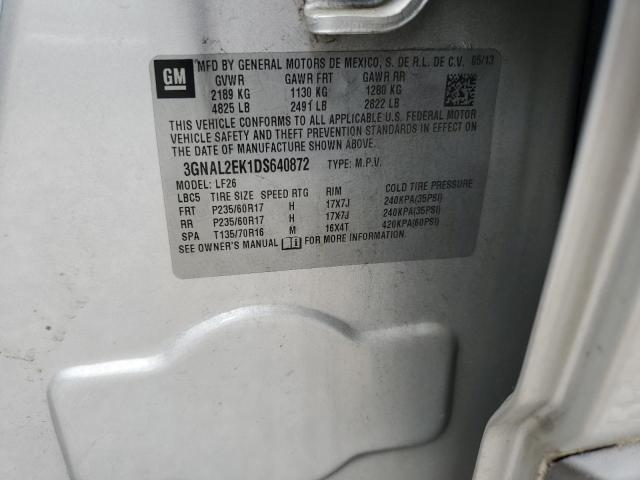 GM
MFD BY GENERAL MOTORS DE MEXICO, S. DE R.L. DE C.V. 05/13
GVWR GAWR FRT GAWR RR
2189 KG 1130 KG 1280 KG
4825 LB 2491 LB 2822 LB
THIS VEHICLE CONFORMS TO ALL APPLICABLE U.S. FEDERAL MOTOR
VEHICLE SAFETY AND THEFT PREVENTION STANDARDS IN EFFECT
ON THE DATE OF MANUFACTURE SHOWN ABOVE.
3GNAL2EK1DS640872 TYPE: M.P.V.
MODEL: LF26
LBC5 TIRE SIZE SPEED RTG RIM COLD TIRE PRESSURE
FRT P235/60R17 H 17X7J 240KPA(35PSI)
RR P235/60R17 H 17X7J 240KPA(35PSI)
SPA T135/70R16 M 16X4T 420KPA(60PSI)
SEE OWNER'S MANUAL i FOR MORE INFORMATION.